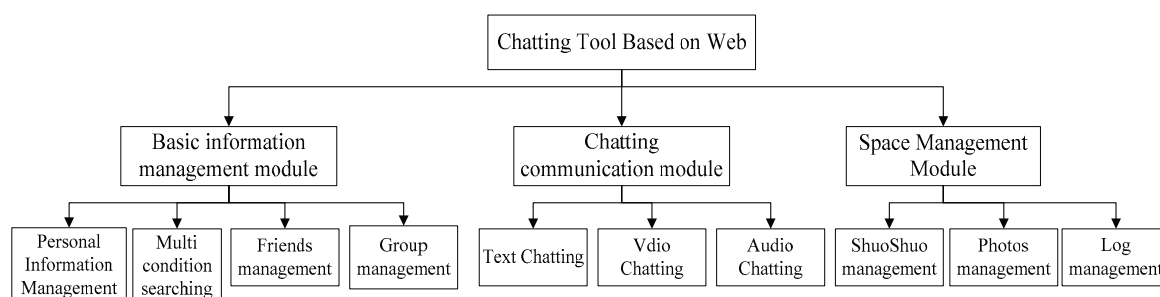 Chatting Tool Based on Web
Basic information
management module
Chatting
communication module
Space Management
Module
Personal
Information
Management
Multi
condition
searching
Friends
management
Group
management
Text Chatting
Vdio
Chatting
Audio
Chatting
ShuoShuo
management
Photos
management
Log
management